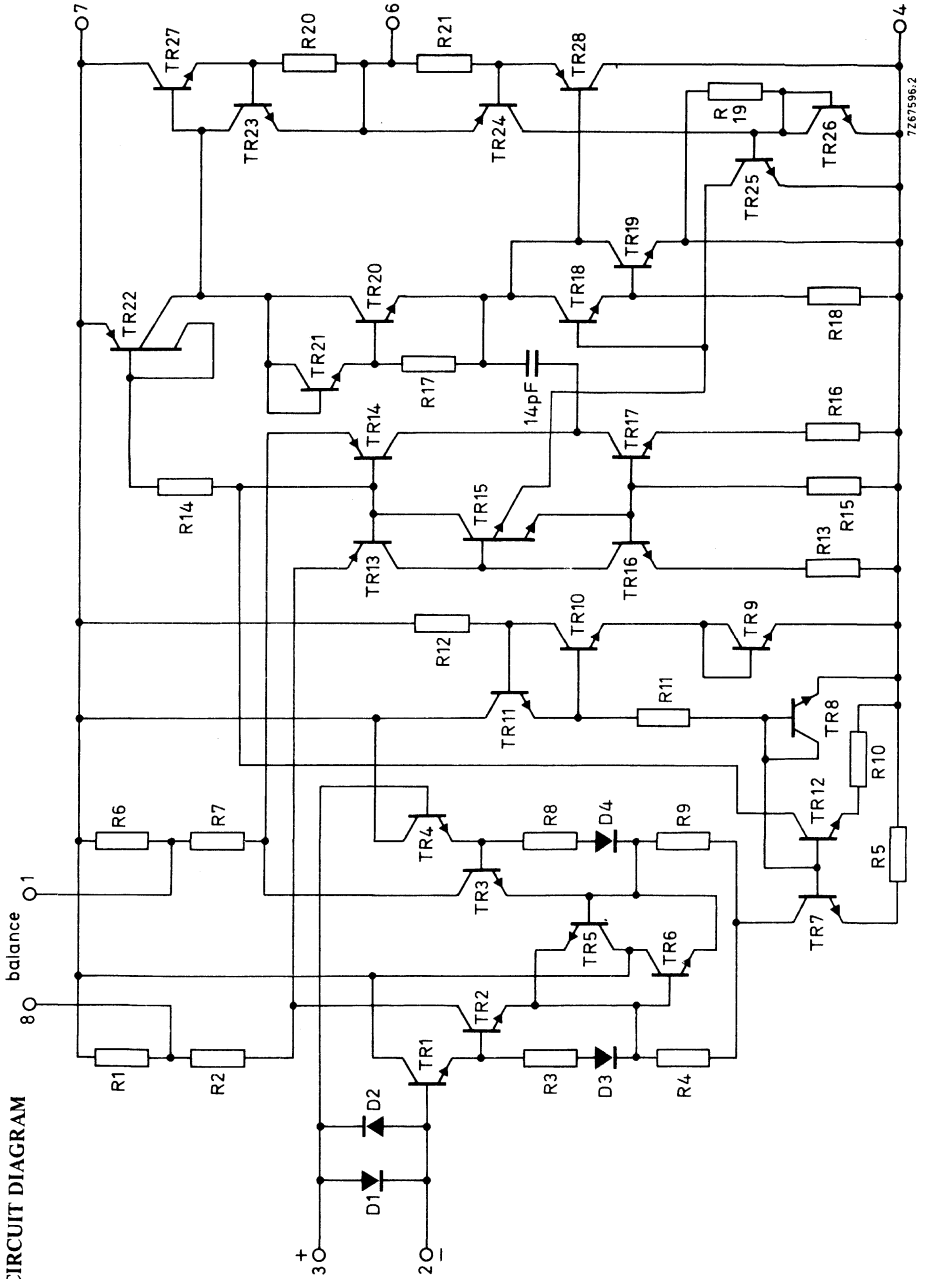 CIRCUIT DIAGRAM
7
6
4
TR27
R20
R21
TR28
TR23
TR24
R
19
TR26
TR25
7Z67596.2
TR22
TR21
TR20
R17
14pF
TR18
TR19
R18
R14
TR14
TR13
TR15
TR17
TR16
R16
R15
R13
R12
TR10
TR9
TR11
R11
TR8
R10
TR12
TR7
R5
balance
8
1
R6
R7
R1
R2
TR4
TR3
R8
D4
R9
TR5
TR6
TR2
TR1
R3
D3
R4
D2
D1
3
+
2
−